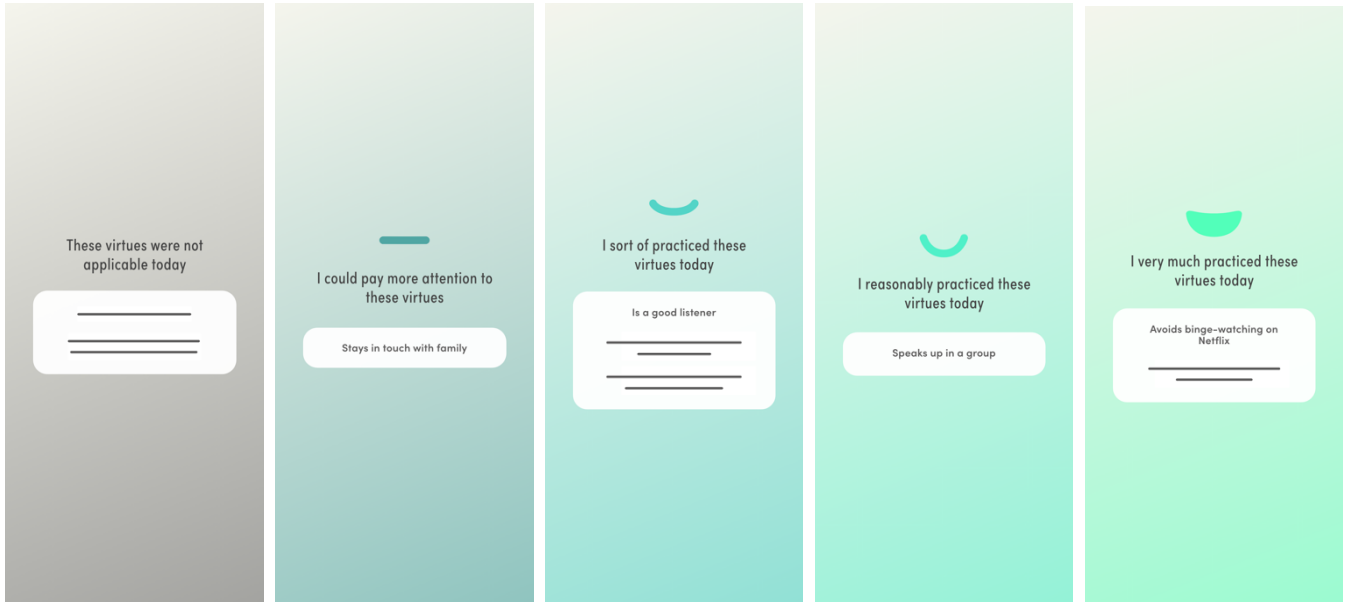 These virtues were not
applicable today
I could pay more attention to
these virtues
Stays in touch with family
I sort of practiced these
virtues today
Is a good listener
I reasonably practiced these
virtues today
Speaks up in a group
I very much practiced these
virtues today
Avoids binge-watching on
Netflix